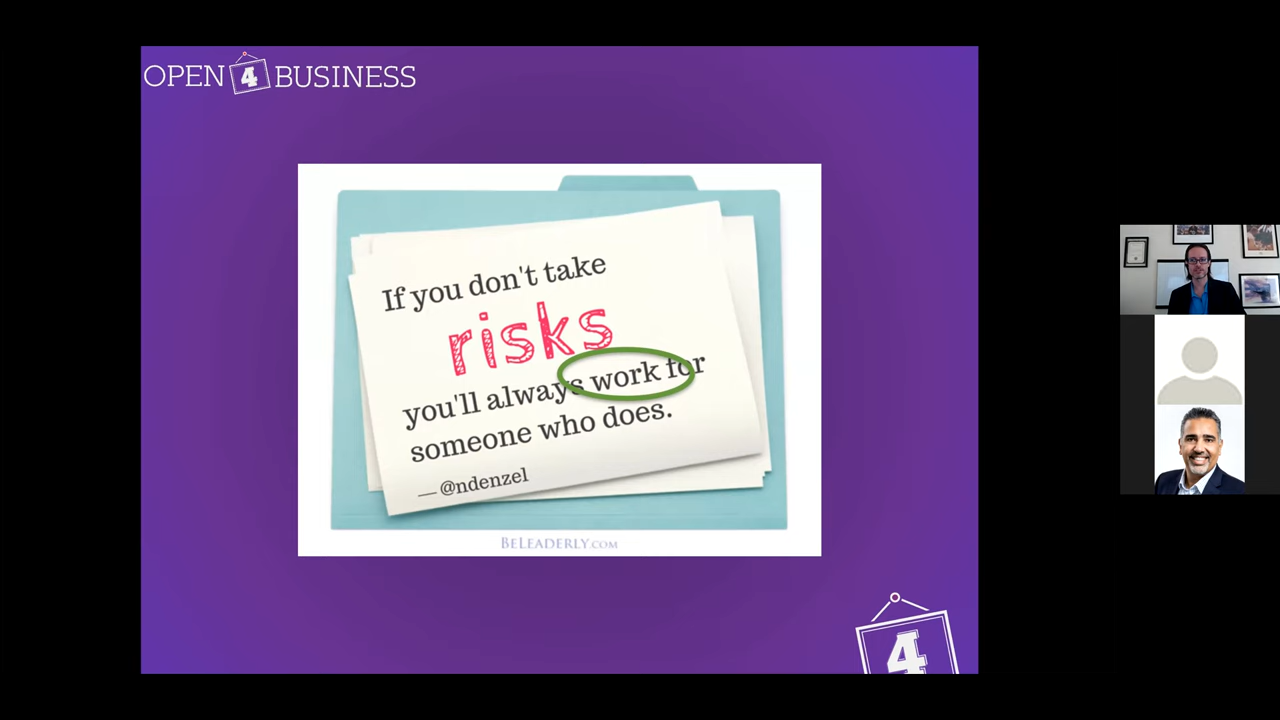 OPEN 4 BUSINESS
If you don't take
risks
you'll always work for
someone who does.
— @ndenzel
BELEADERLY.COM
4